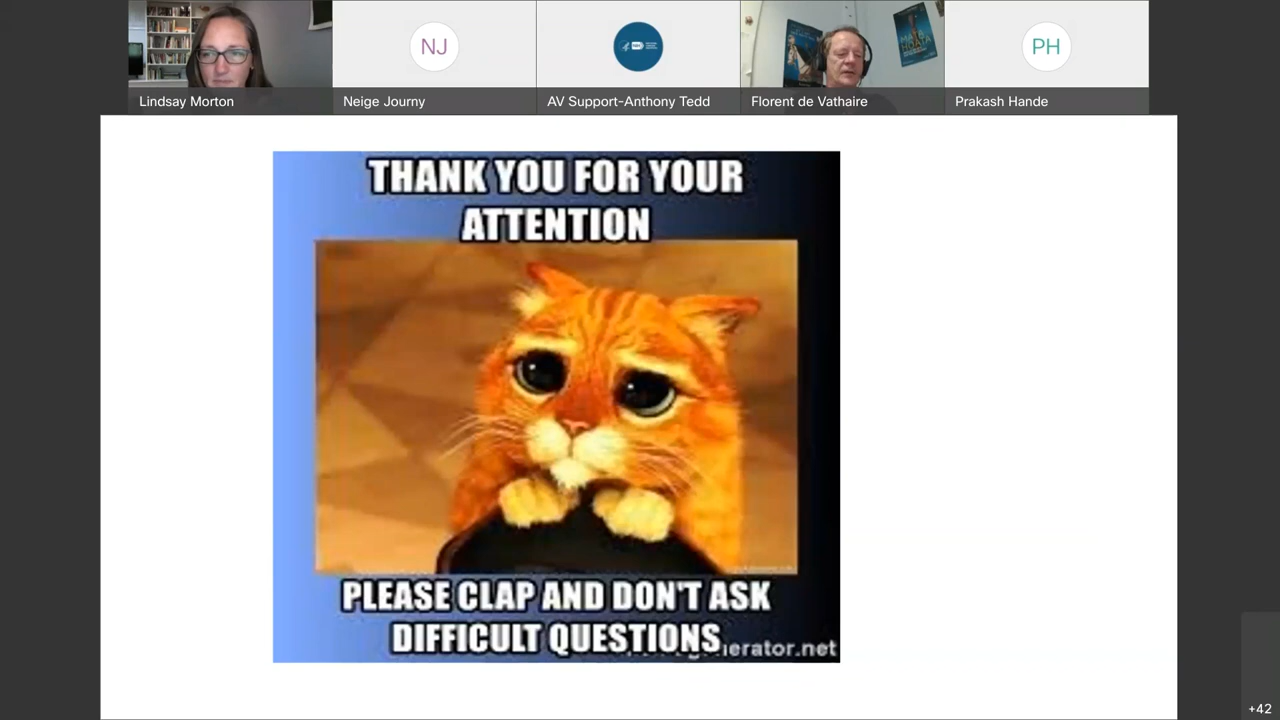 NJ
PH
Lindsay Morton
Neige Journy
AV Support-Anthony Tedd
Florent de Vathaire
Prakash Hande
THANK YOU FOR YOUR
ATTENTION
PLEASE CLAP AND DON'T ASK
DIFFICULT QUESTIONS
erator.net
+42